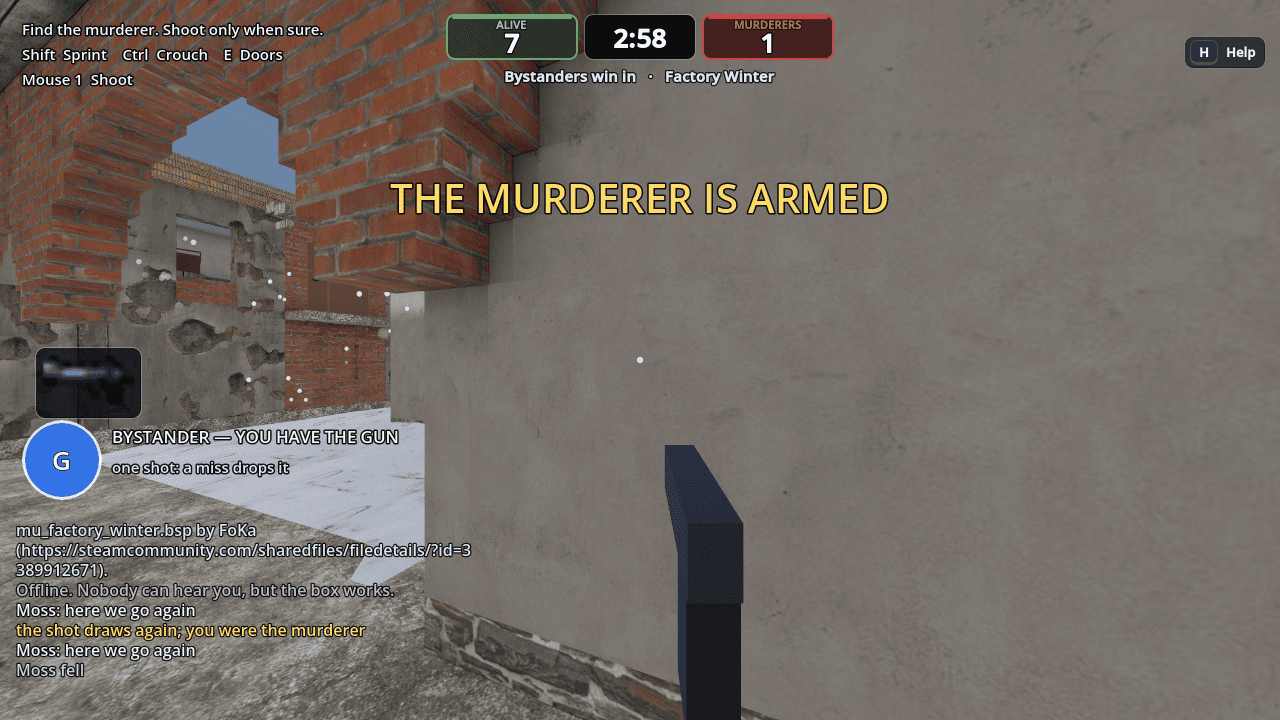 Find the murderer. Shoot only when sure.
Shift Sprint Ctrl Crouch E Doors
Mouse 1 Shoot
ALIVE
7
2:58
MURDERERS
1
Bystanders win in · Factory Winter
H Help
THE MURDERER IS ARMED
G
BYSTANDER — YOU HAVE THE GUN
one shot: a miss drops it
mu_factory_winter.bsp by FoKa
(https://steamcommunity.com/sharedfiles/filedetails/?id=3
389912671).
Offline. Nobody can hear you, but the box works.
Moss: here we go again
the shot draws again; you were the murderer
Moss: here we go again
Moss fell